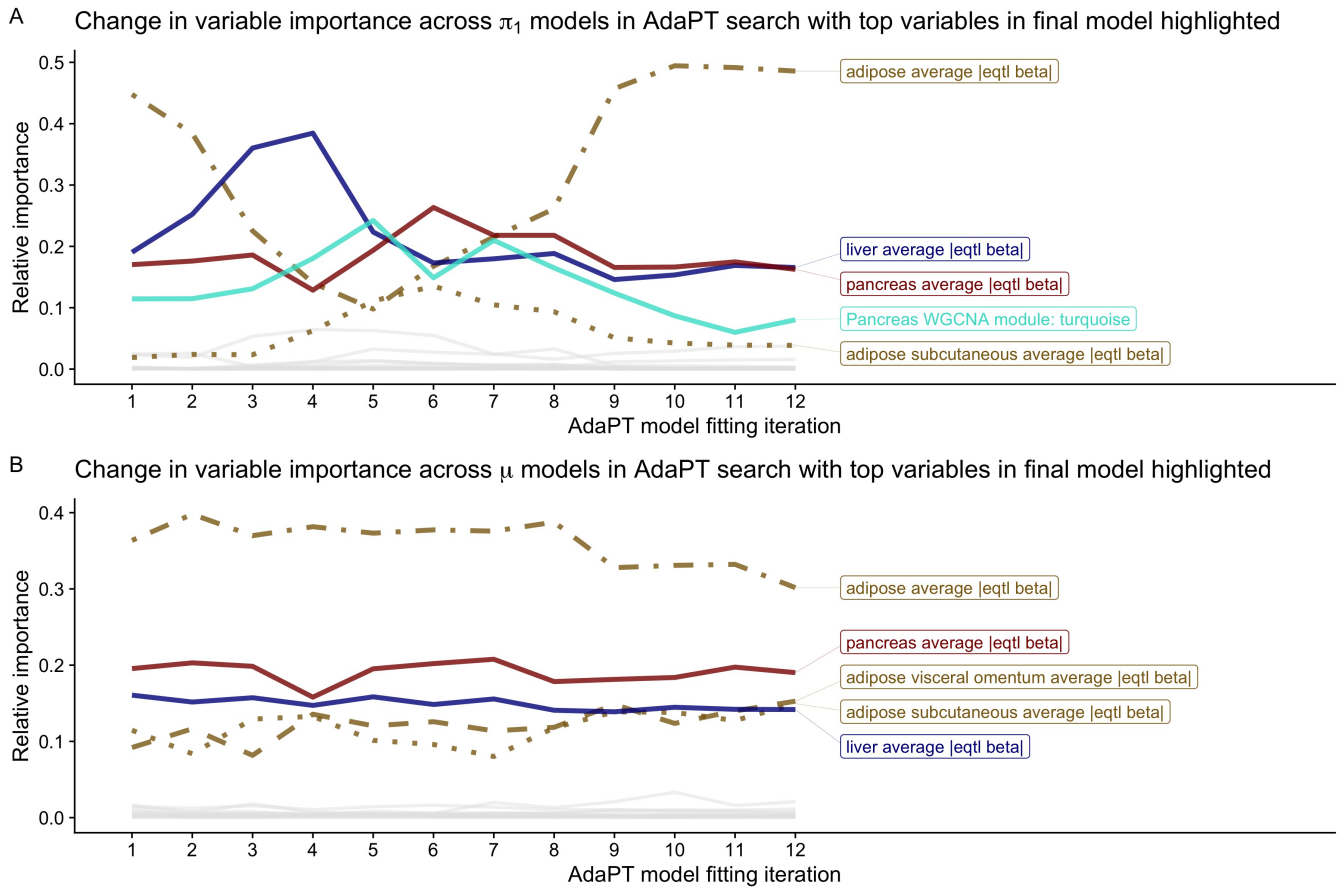 A
Change in variable importance across π1 models in AdaPT search with top variables in final model highlighted
Relative importance
0.5
0.4
0.3
0.2
0.1
0.0
adipose average |eqtl beta|
liver average |eqtl beta|
pancreas average |eqtl beta|
Pancreas WGCNA module: turquoise
adipose subcutaneous average |eqtl beta|
1 2 3 4 5 6 7 8 9 10 11 12
AdaPT model fitting iteration
B
Change in variable importance across μ models in AdaPT search with top variables in final model highlighted
Relative importance
0.4
0.3
0.2
0.1
0.0
adipose average |eqtl beta|
pancreas average |eqtl beta|
adipose visceral omentum average |eqtl beta|
adipose subcutaneous average |eqtl beta|
liver average |eqtl beta|
1 2 3 4 5 6 7 8 9 10 11 12
AdaPT model fitting iteration